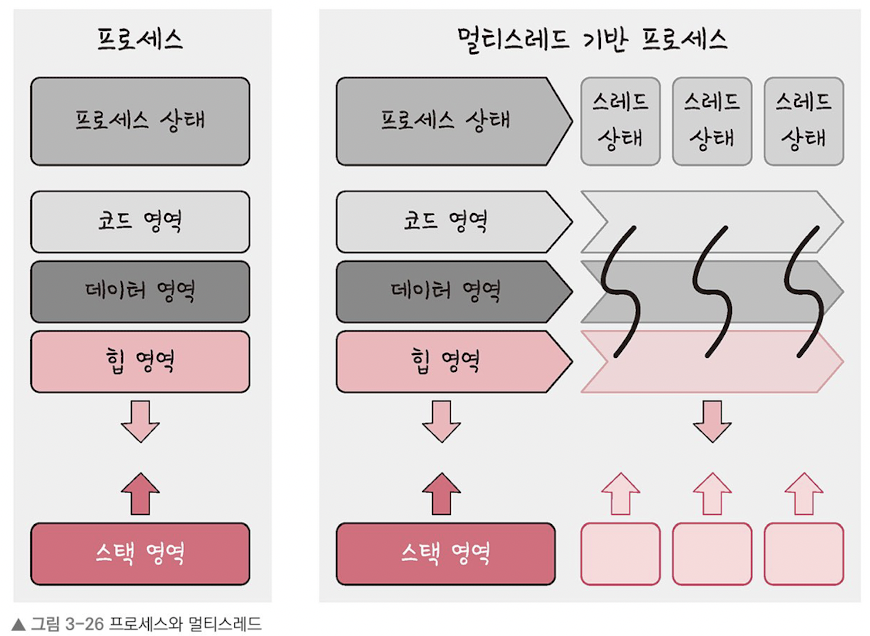 프로세스
프로세스 상태
코드 영역
데이터 영역
힙 영역
스택 영역
멀티스레드 기반 프로세스
프로세스 상태
스레드
상태
스레드
상태
스레드
상태
코드 영역
데이터 영역
힙 영역
스택 영역
▲ 그림 3-26 프로세스와 멀티스레드